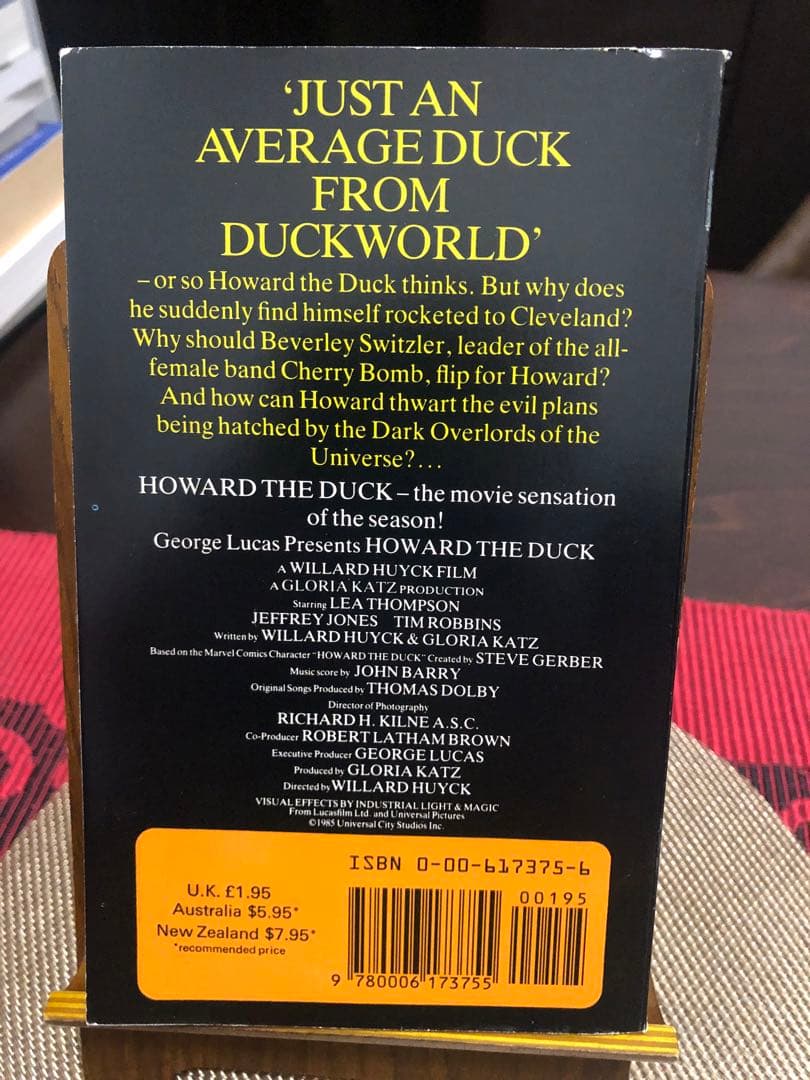 ‘JUST AN
AVERAGE DUCK
FROM
DUCKWORLD’
– or so Howard the Duck thinks. But why does
he suddenly find himself rocketed to Cleveland?
Why should Beverley Switzler, leader of the all-
female band Cherry Bomb, flip for Howard?
And how can Howard thwart the evil plans
being hatched by the Dark Overlords of the
Universe?...
HOWARD THE DUCK – the movie sensation
of the season!
George Lucas Presents HOWARD THE DUCK
A WILLARD HUYCK FILM
A GLORIA KATZ PRODUCTION
Starring LEA THOMPSON
JEFFREY JONES TIM ROBBINS
Written by WILLARD HUYCK & GLORIA KATZ
Based on the Marvel Comics Character "HOWARD THE DUCK" Created by STEVE GERBER
Music score by JOHN BARRY
Original Songs Produced by THOMAS DOLBY
Director of Photography
RICHARD H. KILNE A.S.C.
Co-Producer ROBERT LATHAM BROWN
Executive Producer GEORGE LUCAS
Produced by GLORIA KATZ
Directed by WILLARD HUYCK
VISUAL EFFECTS BY INDUSTRIAL LIGHT & MAGIC
From Lucasfilm Ltd. and Universal Pictures
©1985 Universal City Studios Inc.
ISBN 0-00-617375-6
U.K. £1.95
Australia $5.95*
New Zealand $7.95*
*recommended price
00195
9 780006 173755